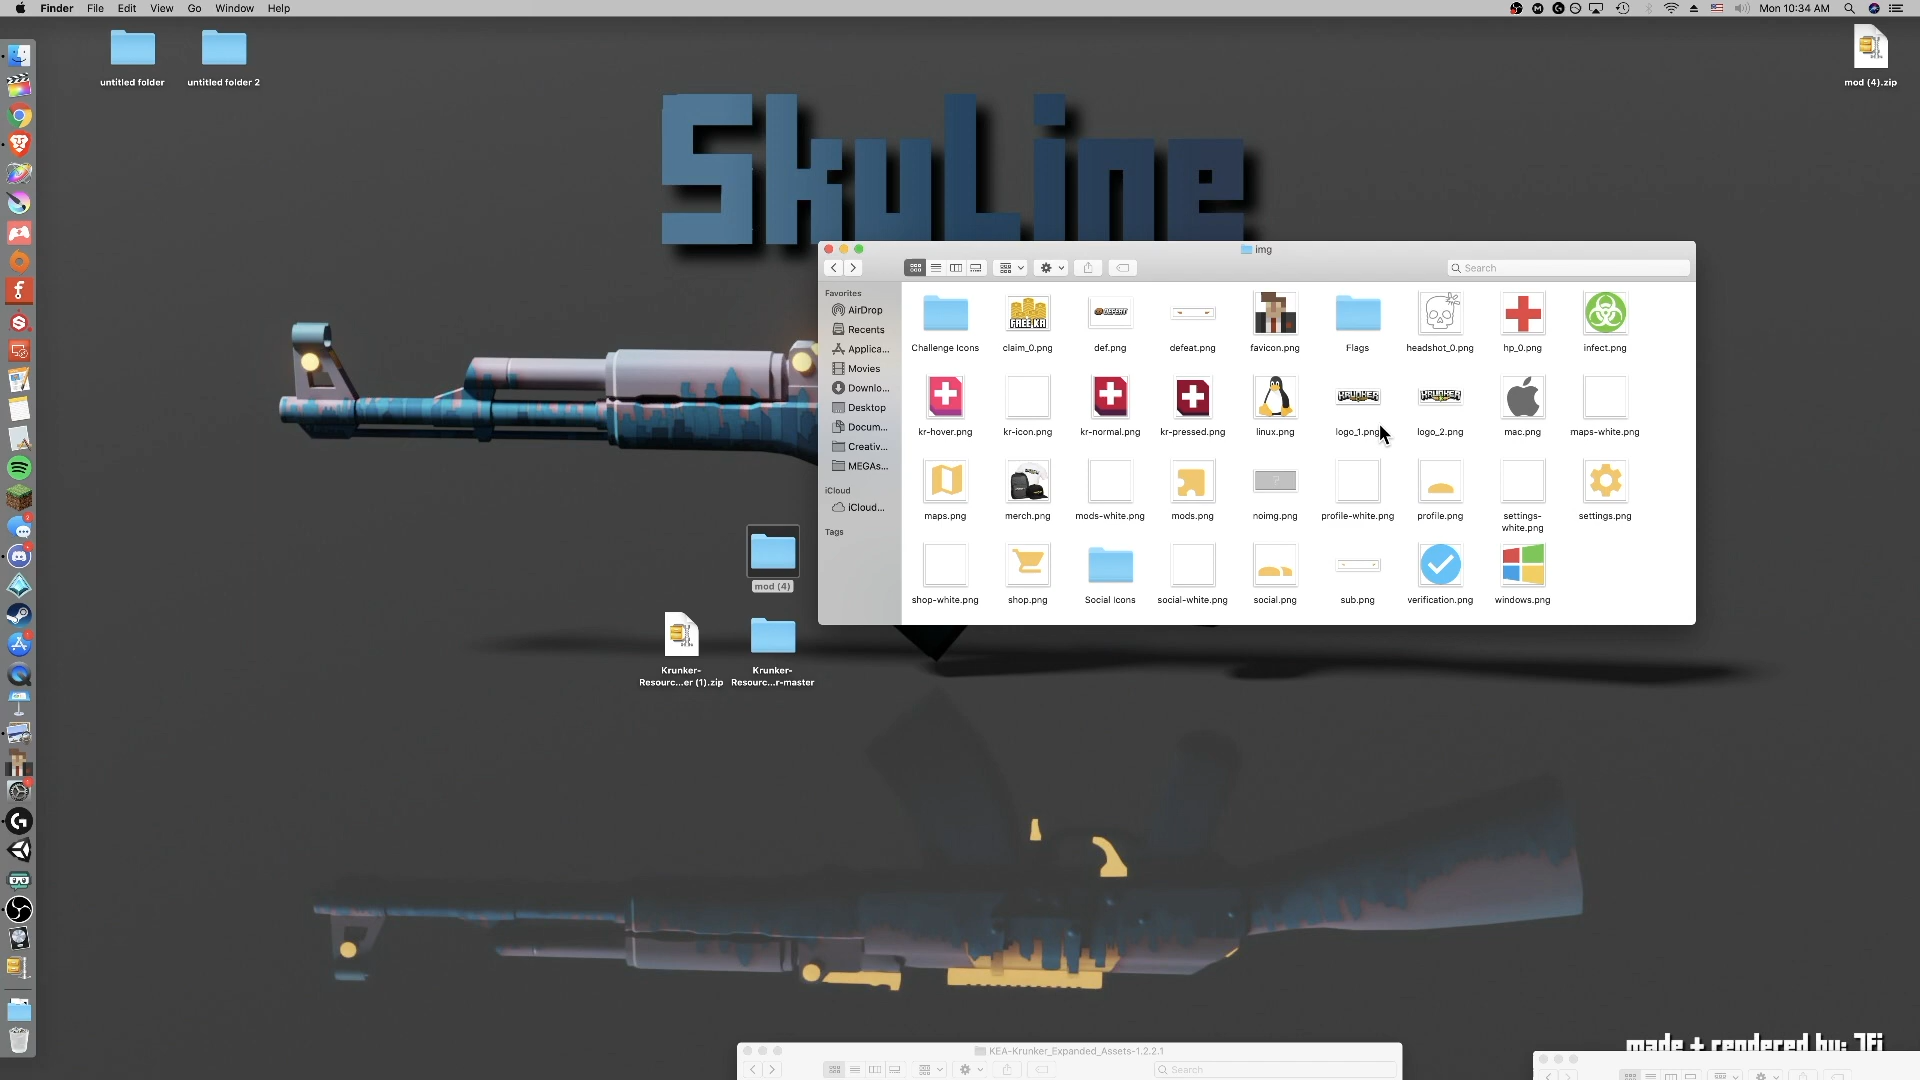 Finder File Edit View Go Window Help
Mon 10:34 AM
untitled folder
untitled folder 2
mod (4).zip
SkyLine
img
Search
Favorites
AirDrop
Recents
Applica...
Movies
Downlo...
Desktop
Docum...
Creativ...
MEGAs...
iCloud
iCloud...
Tags
FREE KR
DEFEAT
Challenge Icons
claim_0.png
def.png
defeat.png
favicon.png
Flags
headshot_0.png
hp_0.png
infect.png
KRUNKER
KRUNKER
kr-hover.png
kr-icon.png
kr-normal.png
kr-pressed.png
linux.png
logo_1.png
logo_2.png
mac.png
maps-white.png
maps.png
merch.png
mods-white.png
mods.png
noimg.png
profile-white.png
profile.png
settings-
white.png
settings.png
shop-white.png
shop.png
Social Icons
social-white.png
social.png
sub.png
verification.png
windows.png
mod (4)
Krunker-
Resourc...er (1).zip
Krunker-
Resourc...r-master
made + rendered by: JFi
KEA-Krunker_Expanded_Assets-1.2.2.1
Search